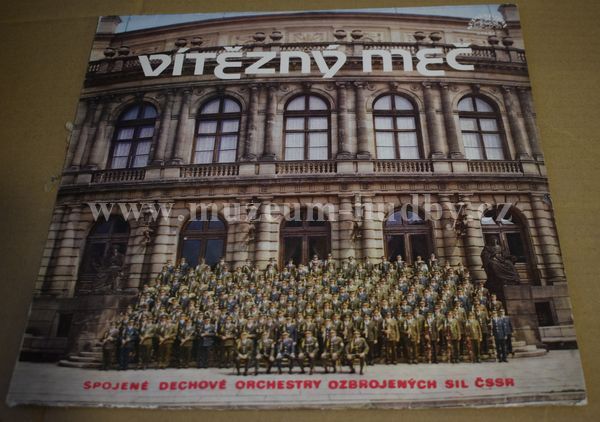 vítězný meč
www.muzeum-hudby.cz
SPOJENÉ DECHOVÉ ORCHESTRY OZBROJENÝCH SIL ČSSR